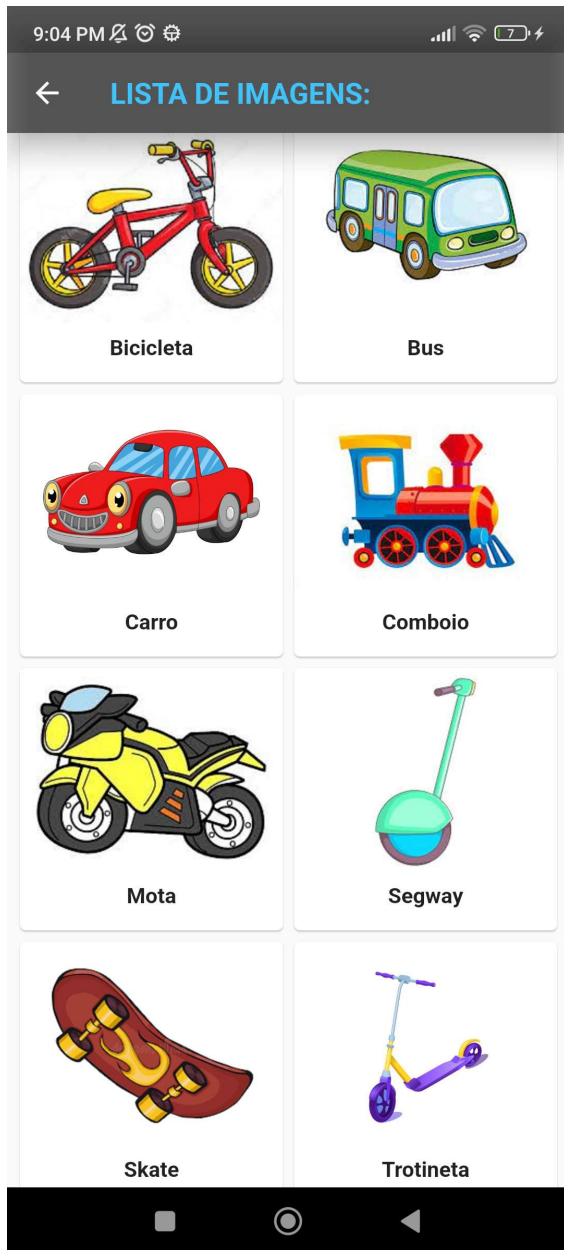 9:04 PM 7
LISTA DE IMAGENS:
Bicicleta
Bus
Carro
Comboio
Mota
Segway
Skate
Trotineta